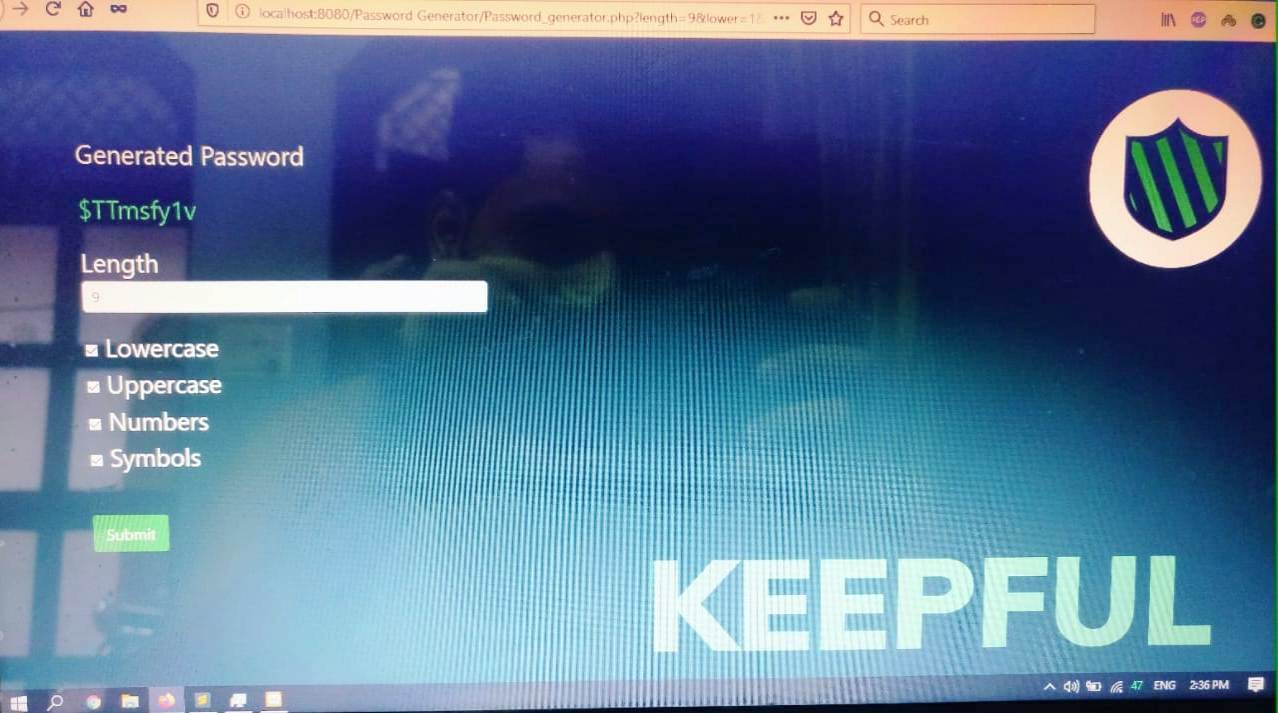 localhost:8080/Password Generator/Password_generator.php?length=9&lower=1&
Search
Generated Password
$TTmsfy1v
Length
9
Lowercase
Uppercase
Numbers
Symbols
Submit
KEEPFUL
47 ENG 2:36 PM